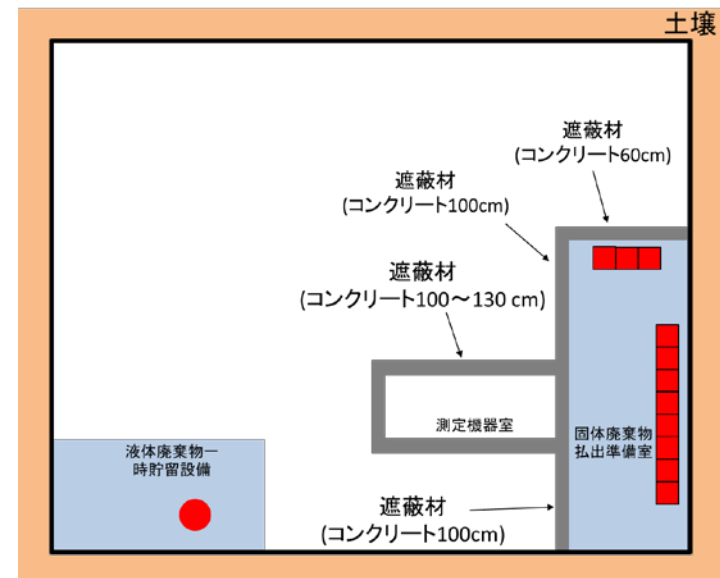 土壌
遮蔽材
(コンクリート60cm)
遮蔽材
(コンクリート100cm)
遮蔽材
(コンクリート100～130 cm)
測定機器室
固体廃棄物
払出準備室
液体廃棄物一
時貯留設備
遮蔽材
(コンクリート100cm)